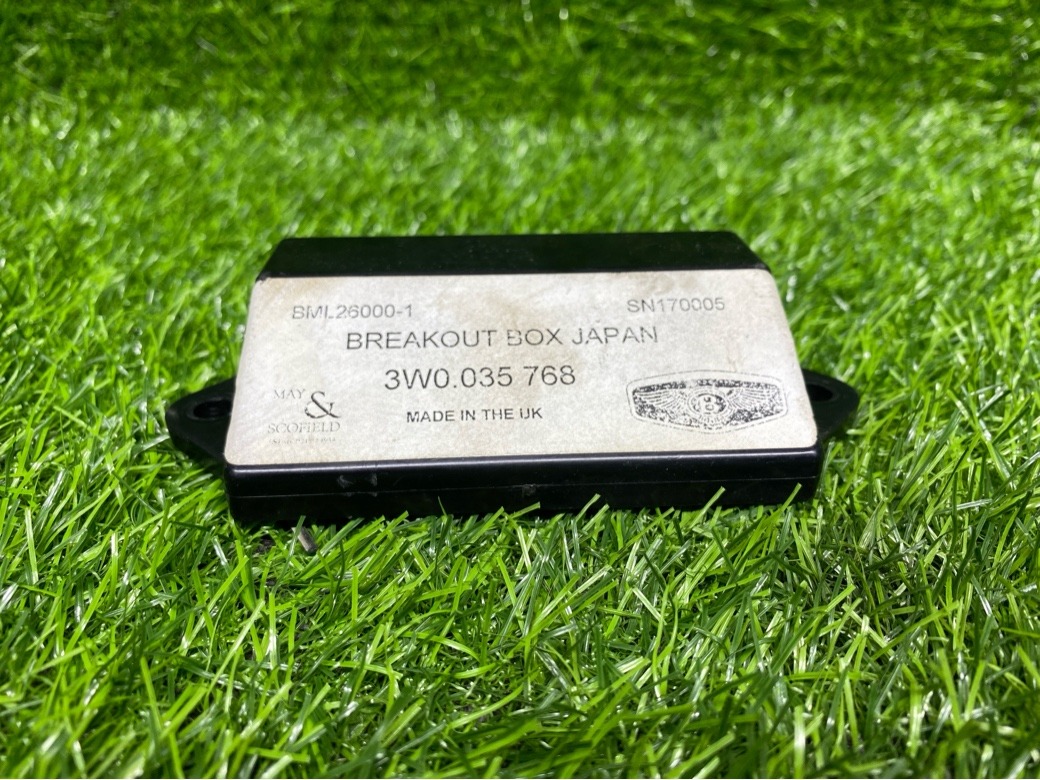 BML26000-1 SN170005
BREAKOUT BOX JAPAN
3W0.035 768
MAY
&
SCOFIELD
MADE IN THE UK